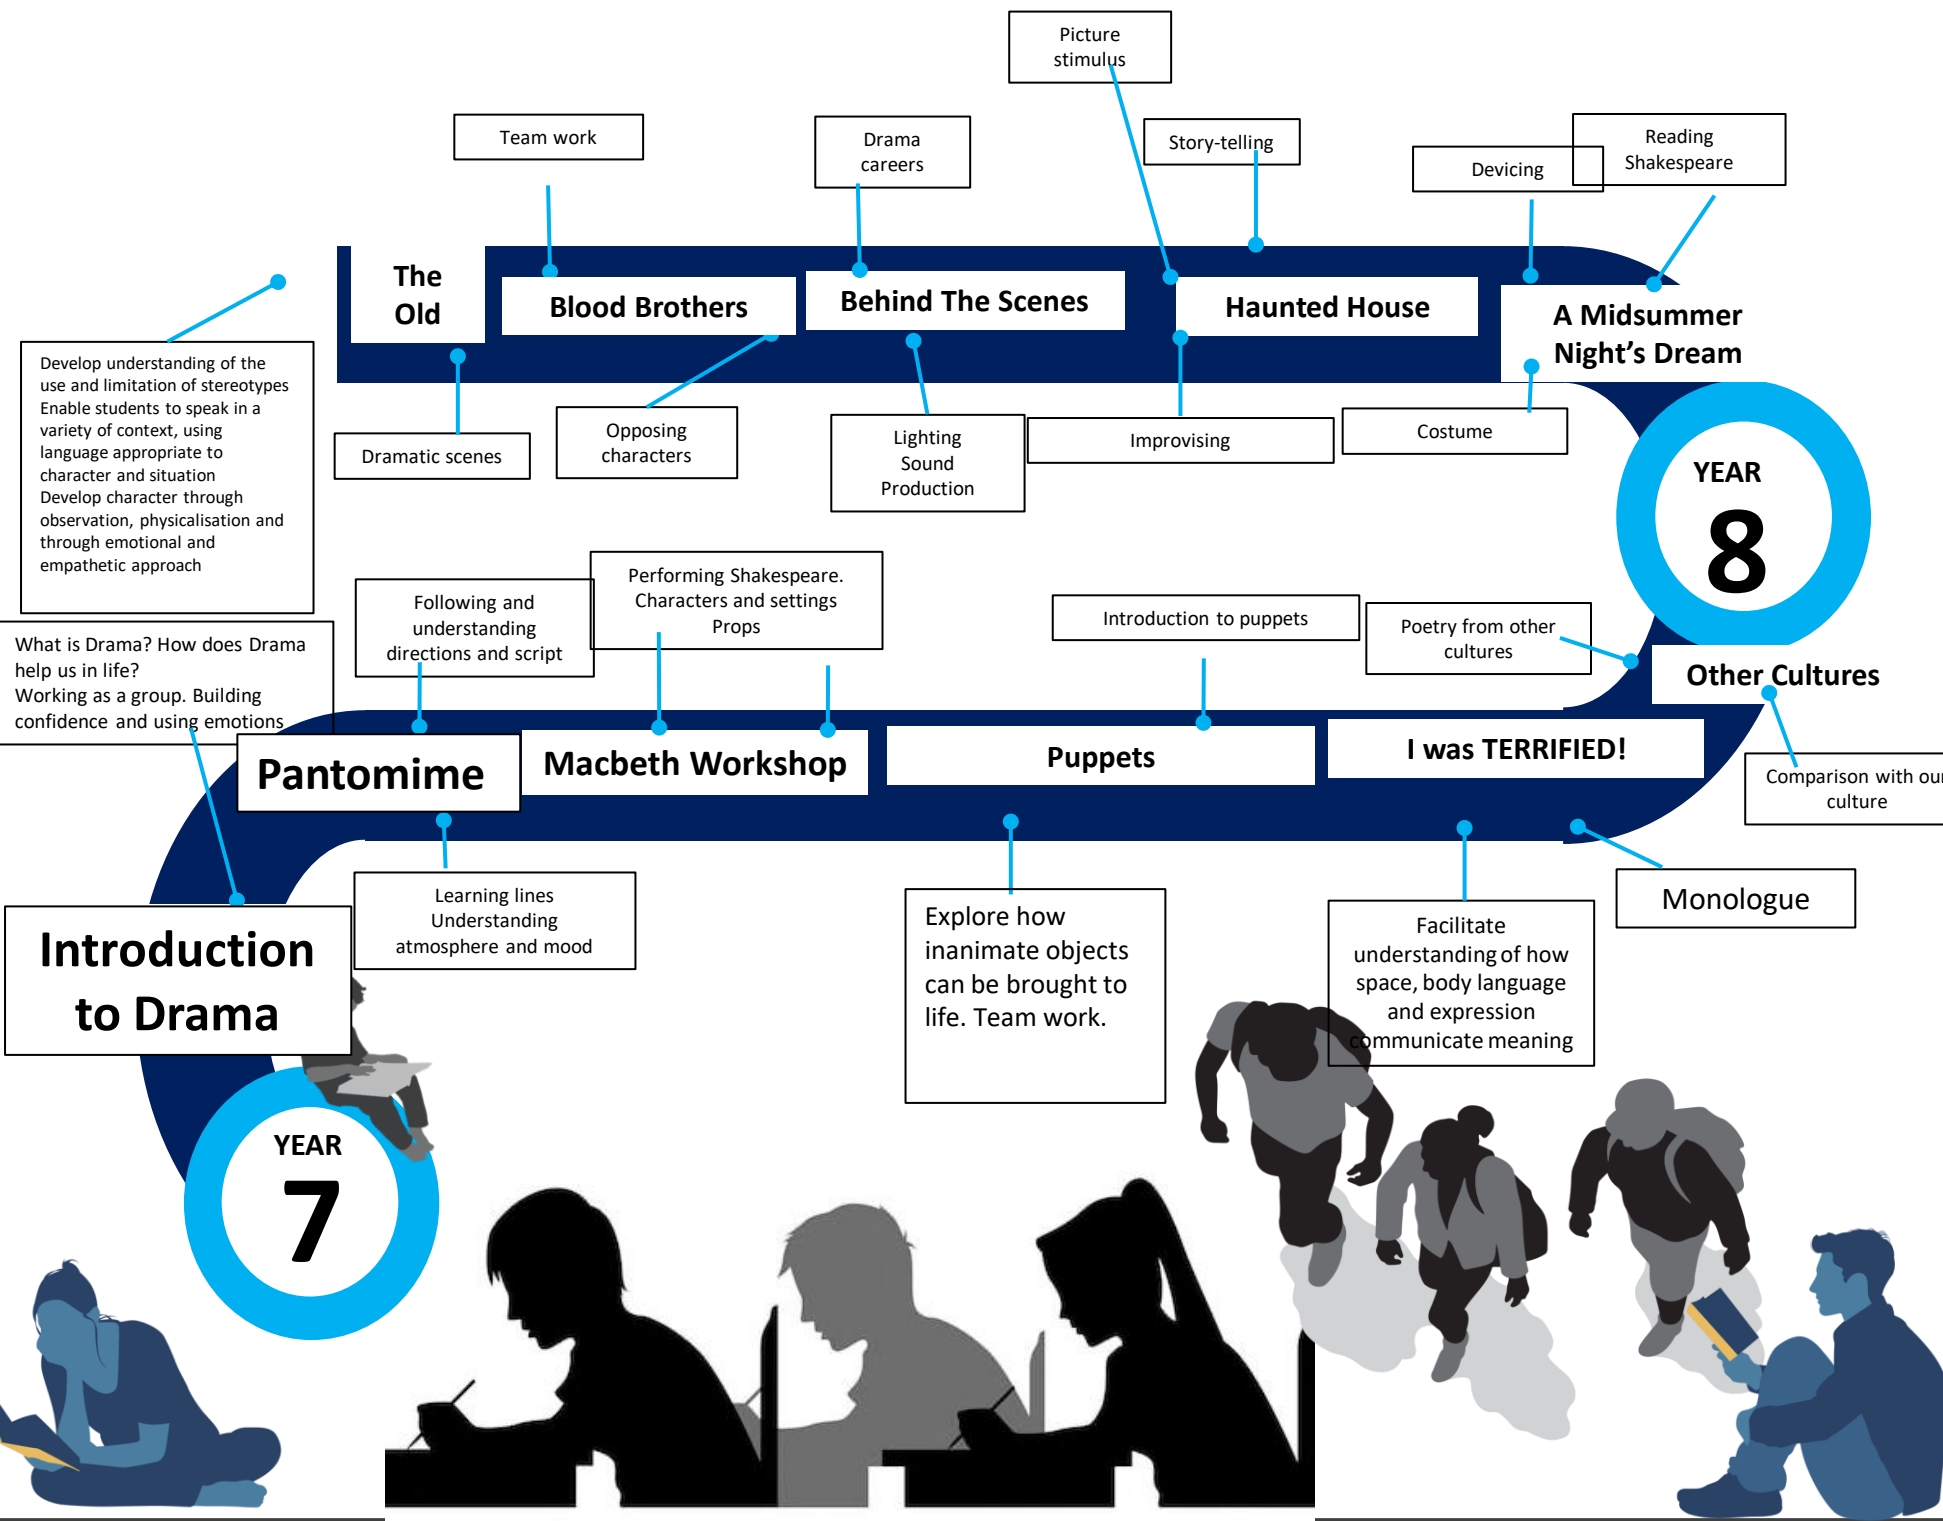 Picture
stimulus
Team work
Drama
careers
Story-telling
Devicing
Reading
Shakespeare
The
Old
Blood Brothers
Behind The Scenes
Haunted House
A Midsummer
Night's Dream
Develop understanding of the
use and limitation of stereotypes
Enable students to speak in a
variety of context, using
language appropriate to
character and situation
Develop character through
observation, physicalisation and
through emotional and
empathetic approach
Dramatic scenes
Opposing
characters
Lighting
Sound
Production
Improvising
Costume
YEAR
8
What is Drama? How does Drama
help us in life?
Working as a group. Building
confidence and using emotions
Following and
understanding
directions and script
Performing Shakespeare.
Characters and settings
Props
Introduction to puppets
Poetry from other
cultures
Other Cultures
Pantomime
Macbeth Workshop
Puppets
I was TERRIFIED!
Comparison with our
culture
Learning lines
Understanding
atmosphere and mood
Explore how
inanimate objects
can be brought to
life. Team work.
Facilitate
understanding of how
space, body language
and expression
communicate meaning
Monologue
Introduction
to Drama
YEAR
7